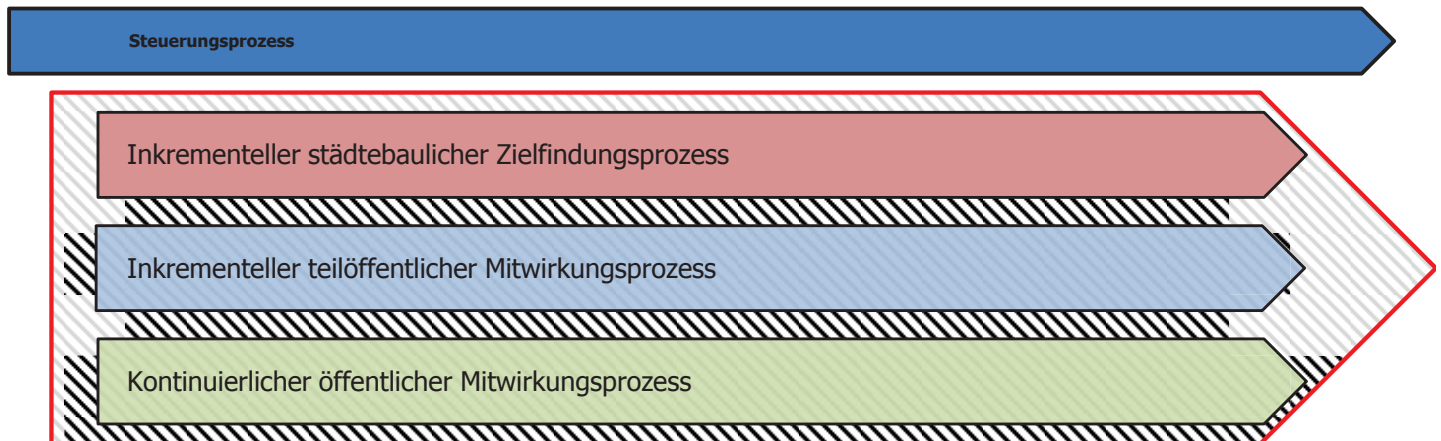 Steuerungsprozess
Inkrementeller städtebaulicher Zielfindungsprozess
Inkrementeller teilöffentlicher Mitwirkungsprozess
Kontinuierlicher öffentlicher Mitwirkungsprozess